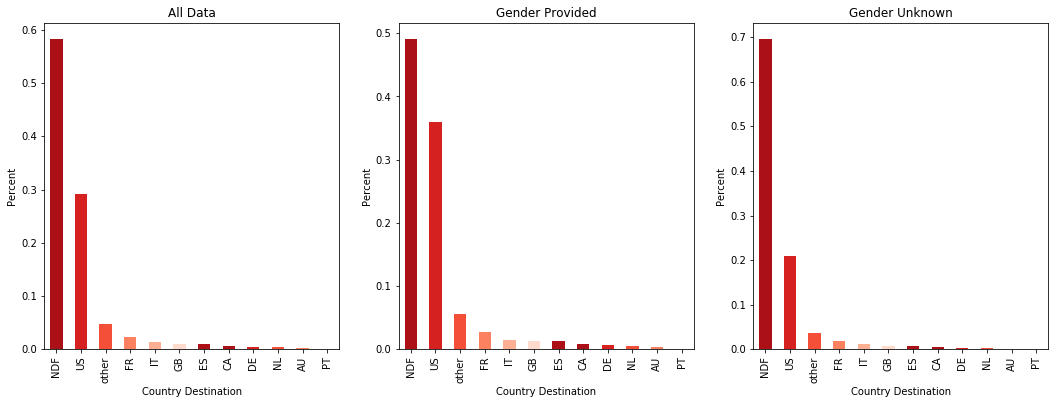 All Data
0.6
0.5
0.4
0.3
0.2
0.1
0.0
Percent
NDF
US
other
FR
IT
GB
ES
CA
DE
NL
AU
PT
Country Destination
Gender Provided
0.5
0.4
0.3
0.2
0.1
0.0
Percent
NDF
US
other
FR
IT
GB
ES
CA
DE
NL
AU
PT
Country Destination
Gender Unknown
0.7
0.6
0.5
0.4
0.3
0.2
0.1
0.0
Percent
NDF
US
other
FR
IT
GB
ES
CA
DE
NL
AU
PT
Country Destination